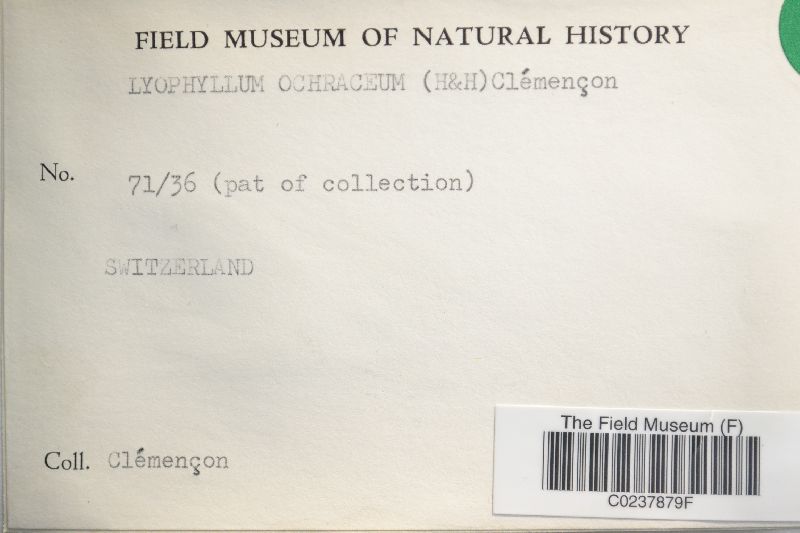 FIELD MUSEUM OF NATURAL HISTORY
LYOPHYLLUM OCHRACEUM (H&H)Clémençon
No. 71/36 (pat of collection)
SWITZERLAND
Coll. Clémençon
The Field Museum (F)
C0237879F